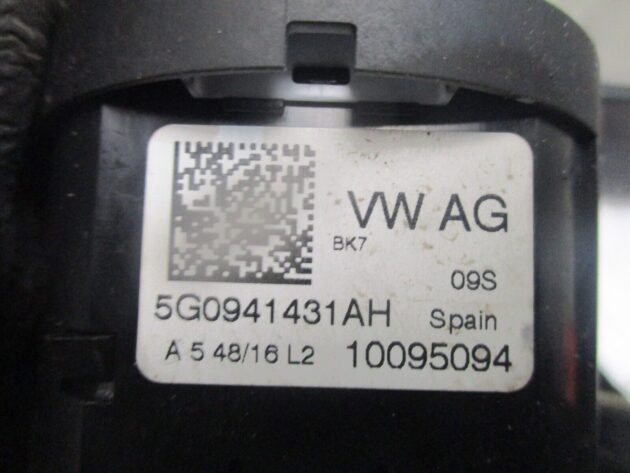 VW AG
BK7
09S
5G0941431AH Spain
A 5 48/16 L2 10095094